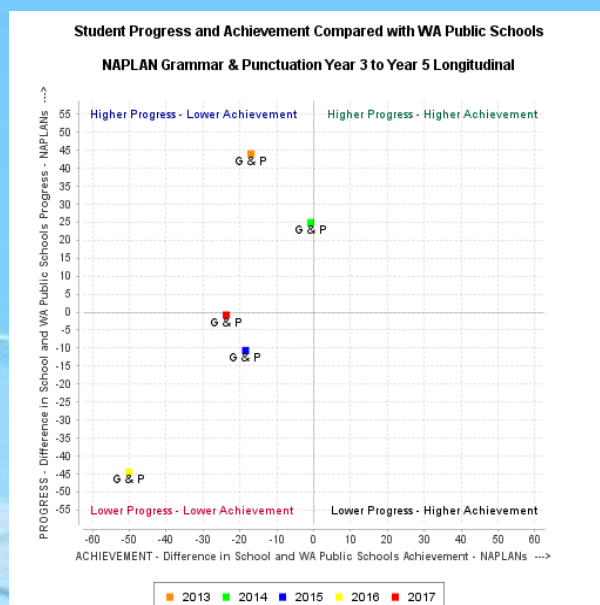 Student Progress and Achievement Compared with WA Public Schools
NAPLAN Grammar & Punctuation Year 3 to Year 5 Longitudinal
PROGRESS - Difference in School and WA Public Schools Progress - NAPLANs --->
55
50
45
40
35
30
25
20
15
10
5
0
-5
-10
-15
-20
-25
-30
-35
-40
-45
-50
-55
Higher Progress - Lower Achievement
Higher Progress - Higher Achievement
G & P
G & P
G & P
G & P
G & P
Lower Progress - Lower Achievement
Lower Progress - Higher Achievement
-60 -50 -40 -30 -20 -10 0 10 20 30 40 50 60
ACHIEVEMENT - Difference in School and WA Public Schools Achievement - NAPLANs --->
2013 2014 2015 2016 2017